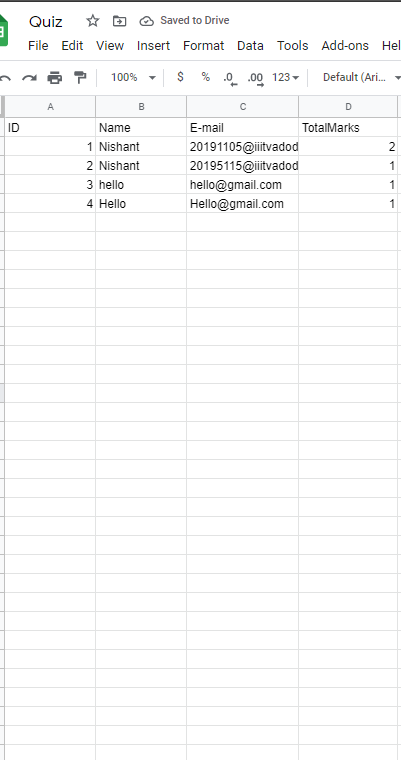 Quiz Saved to Drive
File Edit View Insert Format Data Tools Add-ons Hel
100% $ % .0 .00 123 Default (Ari...
A B C D
ID Name E-mail TotalMarks
1 Nishant 20191105@iiitvadod 2
2 Nishant 20195115@iiitvadod 1
3 hello hello@gmail.com 1
4 Hello Hello@gmail.com 1